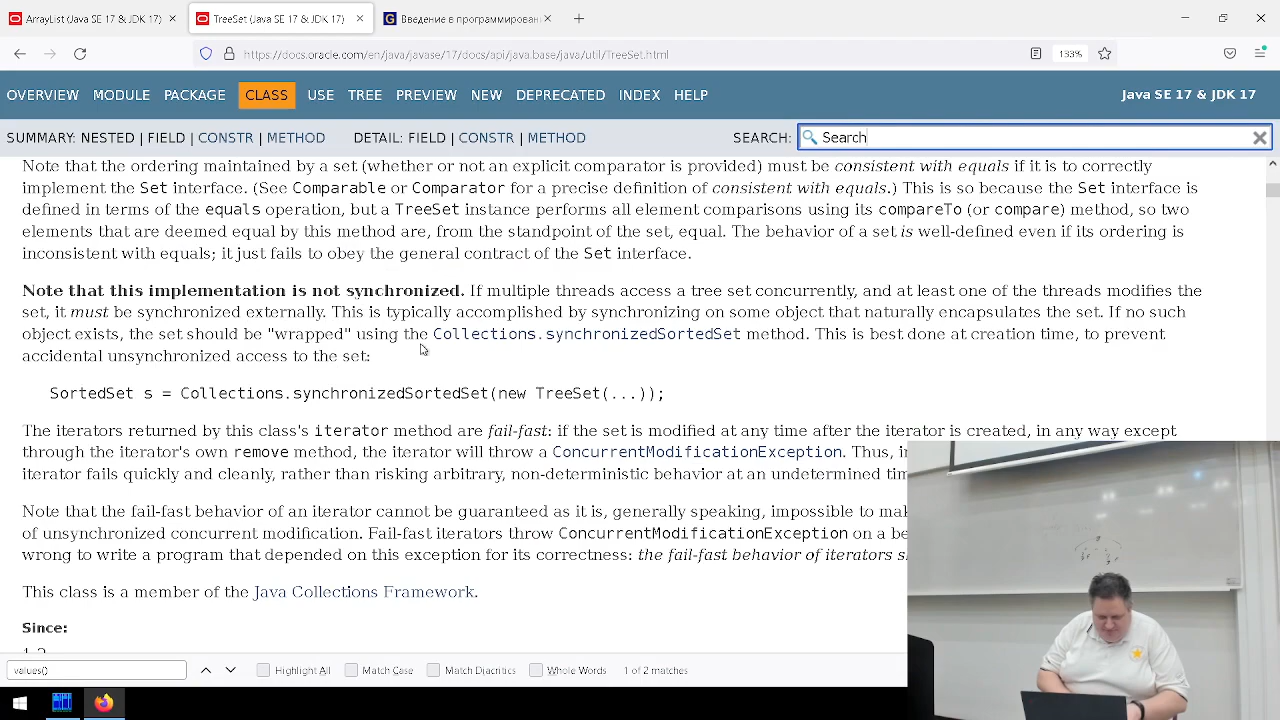 ArrayList (Java SE 17 & JDK 17)
TreeSet (Java SE 17 & JDK 17)
Введение в программирован
https://docs.oracle.com/en/java/javase/17/docs/api/java.base/java/util/TreeSet.html
133%
OVERVIEW MODULE PACKAGE CLASS USE TREE PREVIEW NEW DEPRECATED INDEX HELP
Java SE 17 & JDK 17
SUMMARY: NESTED | FIELD | CONSTR | METHOD DETAIL: FIELD | CONSTR | METHOD
SEARCH: Search
Note that the ordering maintained by a set (whether or not an explicit comparator is provided) must be consistent with equals if it is to correctly
implement the Set interface. (See Comparable or Comparator for a precise definition of consistent with equals.) This is so because the Set interface is
defined in terms of the equals operation, but a TreeSet instance performs all element comparisons using its compareTo (or compare) method, so two
elements that are deemed equal by this method are, from the standpoint of the set, equal. The behavior of a set is well-defined even if its ordering is
inconsistent with equals; it just fails to obey the general contract of the Set interface.
Note that this implementation is not synchronized. If multiple threads access a tree set concurrently, and at least one of the threads modifies the
set, it must be synchronized externally. This is typically accomplished by synchronizing on some object that naturally encapsulates the set. If no such
object exists, the set should be "wrapped" using the Collections.synchronizedSortedSet method. This is best done at creation time, to prevent
accidental unsynchronized access to the set:
SortedSet s = Collections.synchronizedSortedSet(new TreeSet(...));
The iterators returned by this class's iterator method are fail-fast: if the set is modified at any time after the iterator is created, in any way except
through the iterator's own remove method, the iterator will throw a ConcurrentModificationException. Thus, in
iterator fails quickly and cleanly, rather than risking arbitrary, non-deterministic behavior at an undetermined
Note that the fail-fast behavior of an iterator cannot be guaranteed as it is, generally speaking, impossible to
of unsynchronized concurrent modification. Fail-fast iterators throw ConcurrentModificationException on a
wrong to write a program that depended on this exception for its correctness: the fail-fast behavior of iterators
This class is a member of the Java Collections Framework.
Since:
values()
Highlight All
Match Case
Match Diacritics
Whole Words
1 of 2 matches